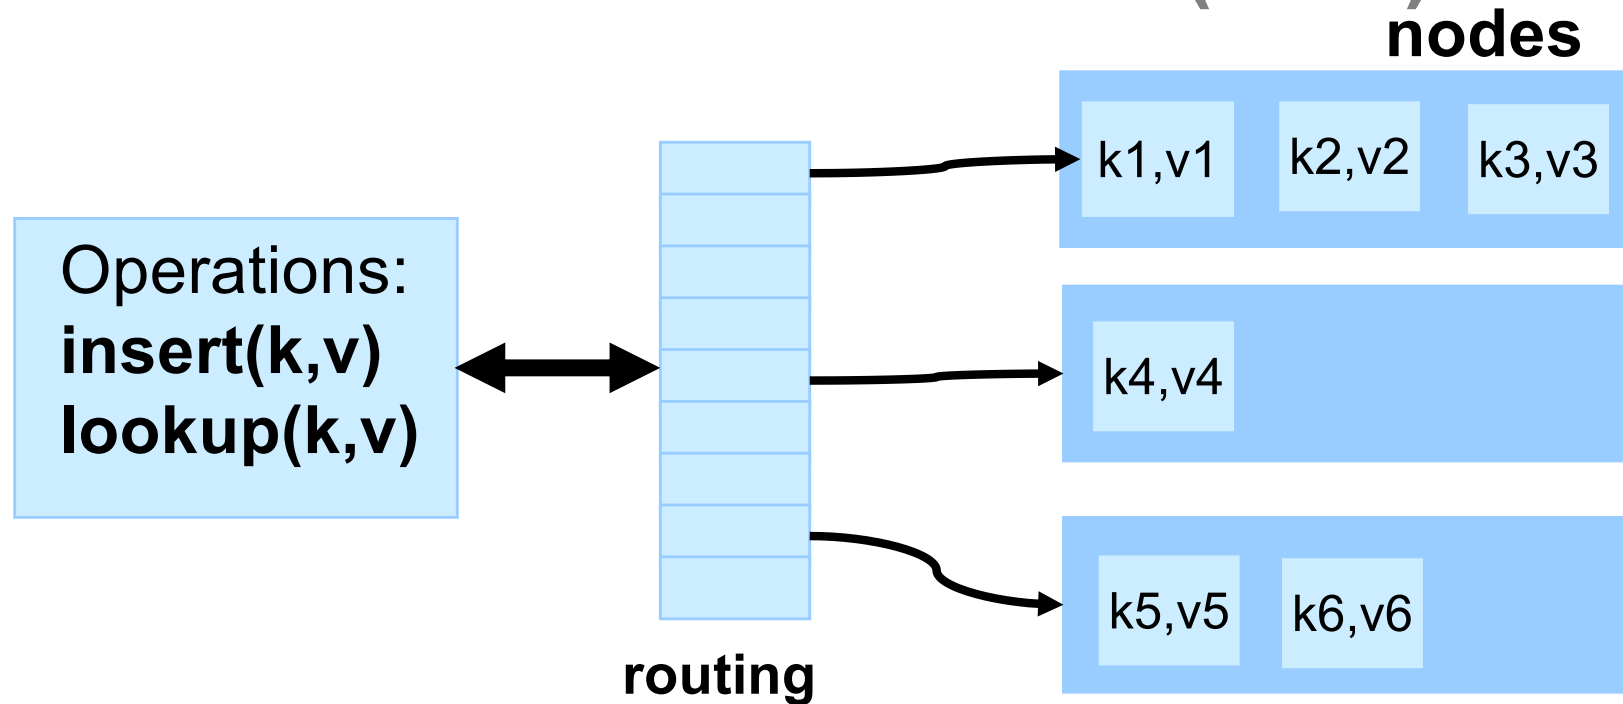 nodes
Operations:
insert(k,v)
lookup(k,v)
k1,v1
k2,v2
k3,v3
k4,v4
k5,v5
k6,v6
routing